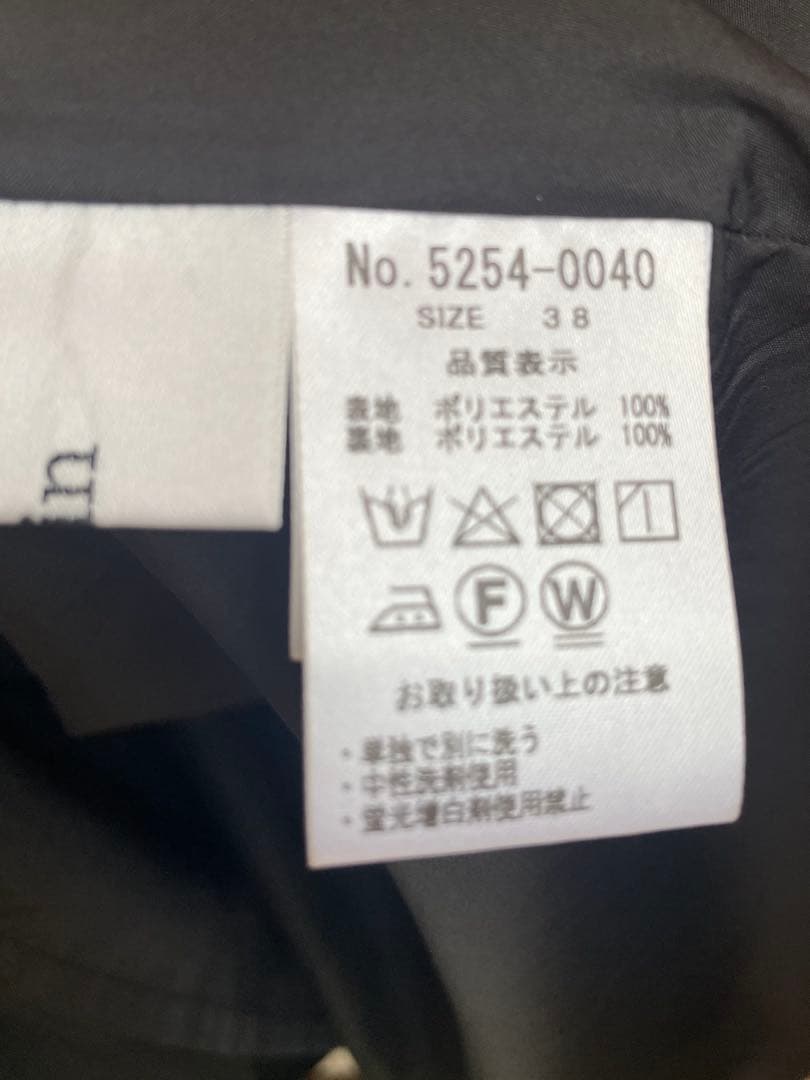 in
No. 5254-0040
SIZE 38
品質表示
表地 ポリエステル 100%
裏地 ポリエステル 100%
F W
お取り扱い上の注意
・単独で別に洗う
・中性洗剤使用
・蛍光増白剤使用禁止